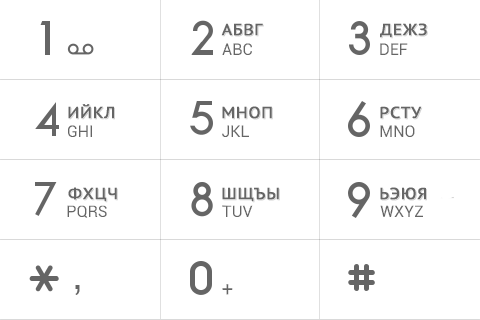 1
2 АБВГ
ABC
3 ДЕЖЗ
DEF
4 ИЙКЛ
GHI
5 МНОП
JKL
6 РСТУ
MNO
7 ФХЦЧ
PQRS
8 ШЩЪЫ
TUV
9 ЬЭЮЯ
WXYZ
* ,
0 +
#